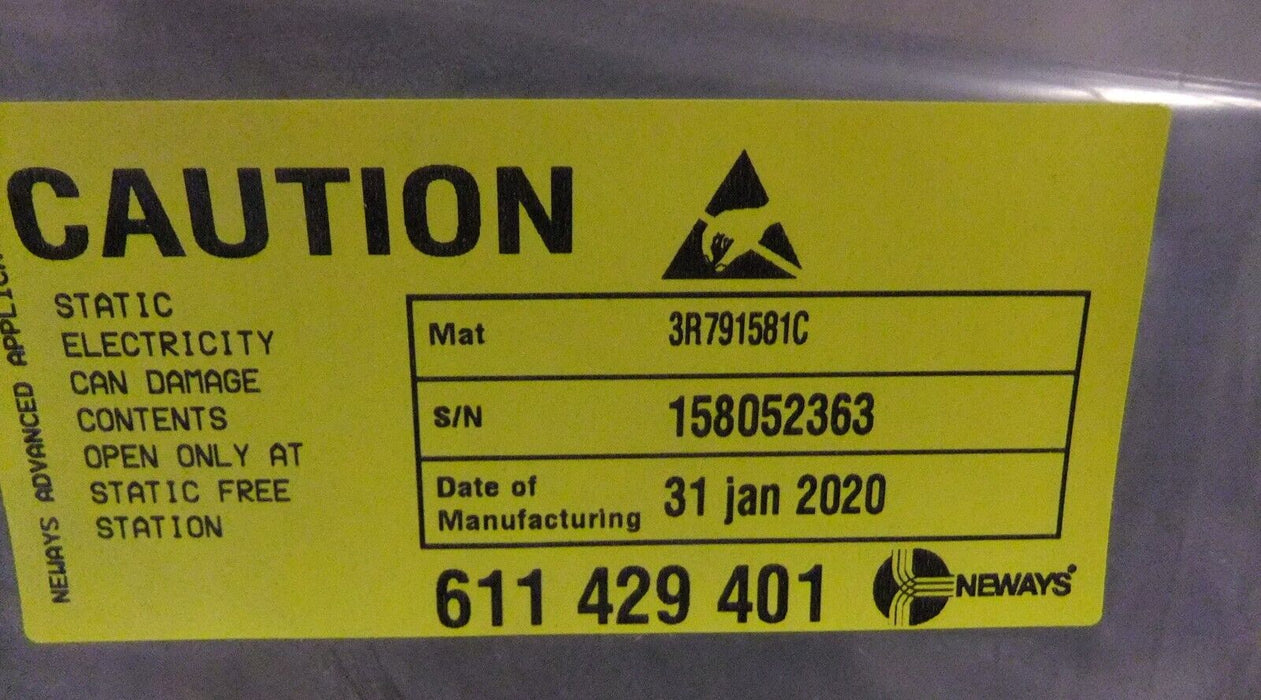 CAUTION
STATIC
ELECTRICITY
CAN DAMAGE
CONTENTS
OPEN ONLY AT
STATIC FREE
STATION
NEWAYS ADVANCED
Mat 3R791581C
S/N 158052363
Date of
Manufacturing 31 jan 2020
611 429 401
NEWAYS